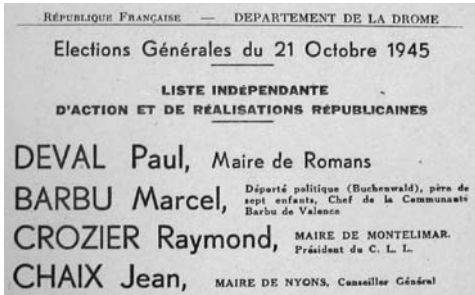 RÉPUBLIQUE FRANÇAISE — DEPARTEMENT DE LA DROME
Elections Générales du 21 Octobre 1945
LISTE INDÉPENDANTE
D'ACTION ET DE RÉALISATIONS RÉPUBLICAINES
DEVAL Paul, Maire de Romans
BARBU Marcel, Déporté politique (Buchenwald), père de
sept enfants, Chef de la Communauté
Barbu de Valence
CROZIER Raymond, MAIRE DE MONTELIMAR.
Président du C. L. L.
CHAIX Jean, MAIRE DE NYONS, Conseiller Général